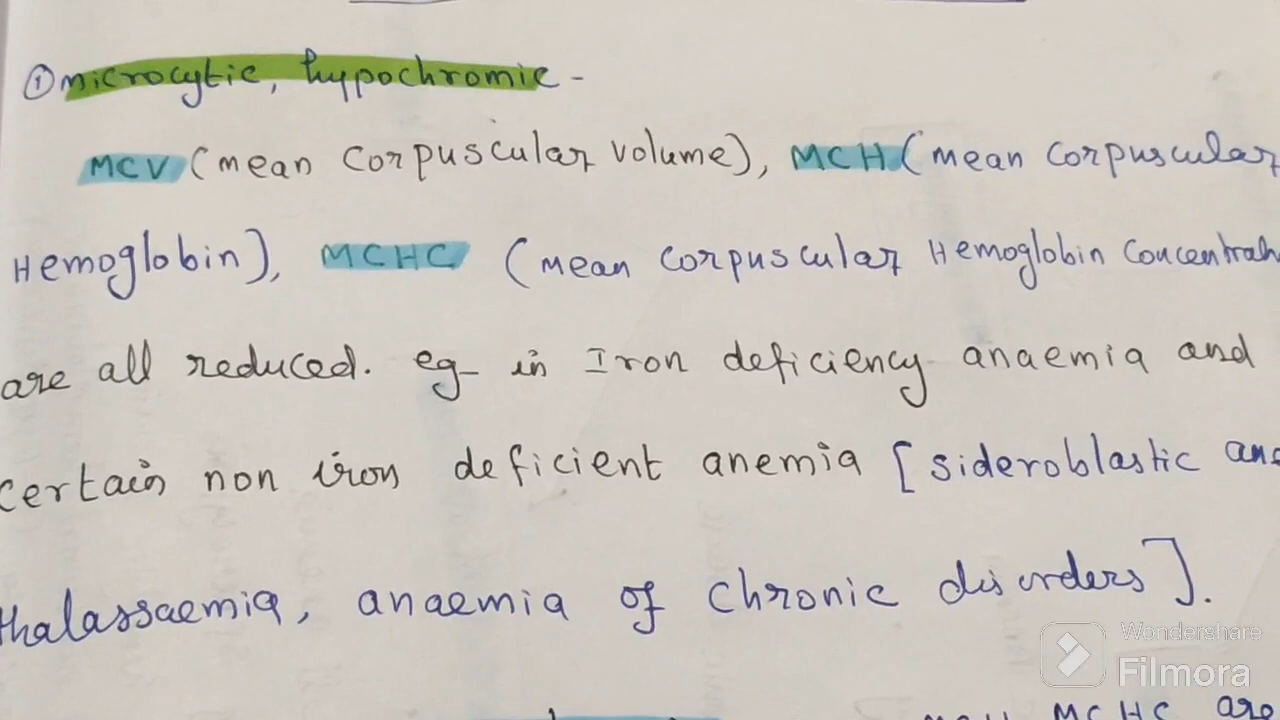 ① microcytic, hypochromic -
MCV (mean corpuscular volume), MCH (mean corpuscular
Hemoglobin), MCHC (mean corpuscular Hemoglobin Concentrah
are all reduced. eg- in Iron deficiency anaemia and
certain non iron deficient anemia [sideroblastic ane
thalassaemia, anaemia of chronic disorders].
Wondershare
Filmora
MCHC are